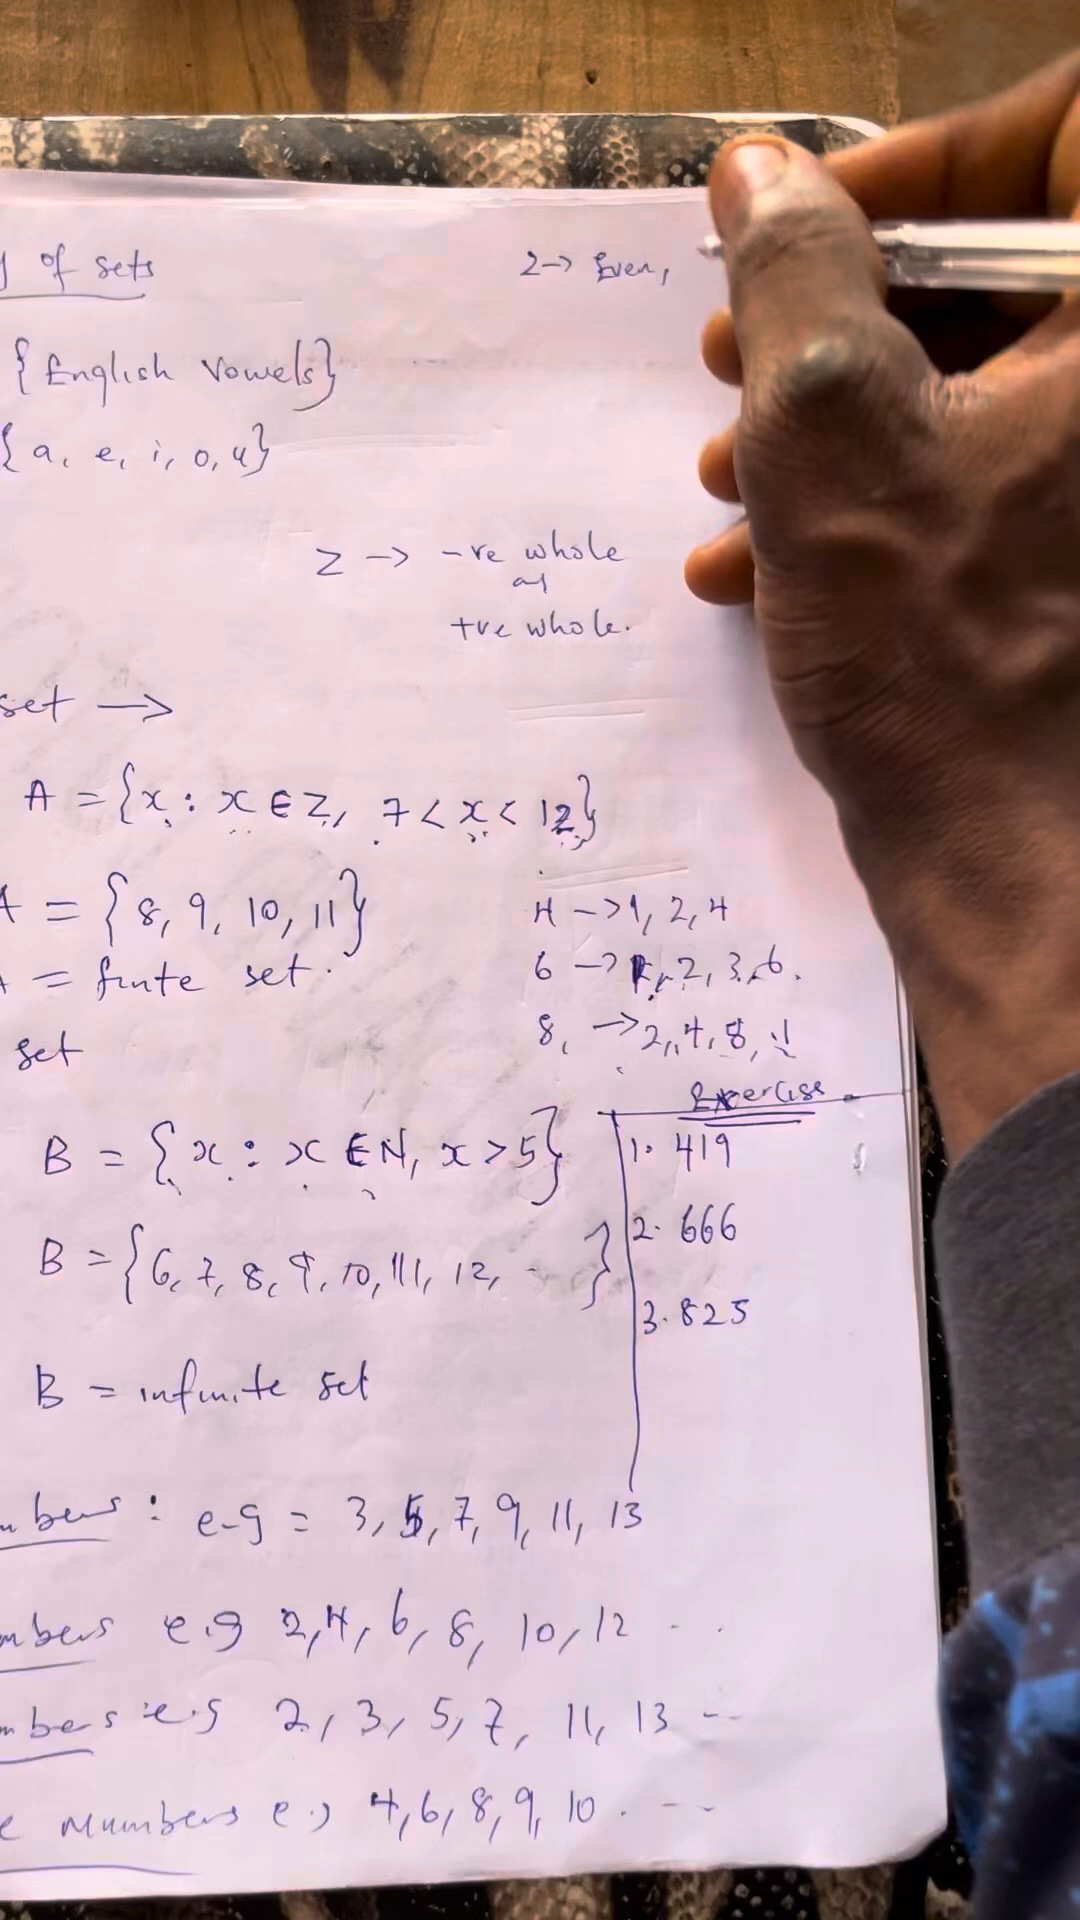 of sets
2 → Even,
{English Vowels}
{a, e, i, o, u}
Z → -ve whole
+ve whole.
set →
A = {x : x ∈ Z, 7 < x < 12}
A = {8, 9, 10, 11}
4 → 1, 2, 4
= finte set.
6 → 1, 2, 3, 6.
set
8, → 2, 4, 8, 1
Exercise
B = {x : x ∈ N, x > 5}
1. 419
B = {6, 7, 8, 9, 10, 11, 12, - }
2. 666
3. 825
B = infinite set
mbers : e-g = 3, 5, 7, 9, 11, 13
mbers e.g 2, 4, 6, 8, 10, 12 . . .
mbers e.g 2, 3, 5, 7, 11, 13 --
e Numbers e.g 4, 6, 8, 9, 10 . ---